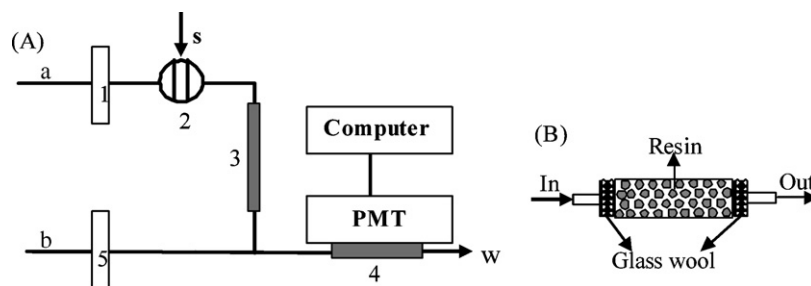 (A)
s
a
1
2
3
Computer
PMT
b
5
4
w
(B)
Resin
In
Out
Glass wool